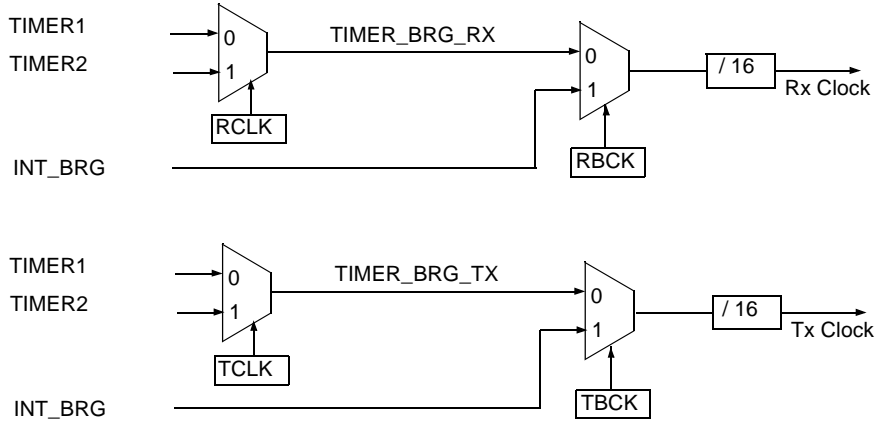 TIMER1
0
TIMER_BRG_RX
0
/ 16
TIMER2
1
1
Rx Clock
RCLK
RBCK
INT_BRG
TIMER1
0
TIMER_BRG_TX
0
/ 16
TIMER2
1
1
Tx Clock
TCLK
TBCK
INT_BRG